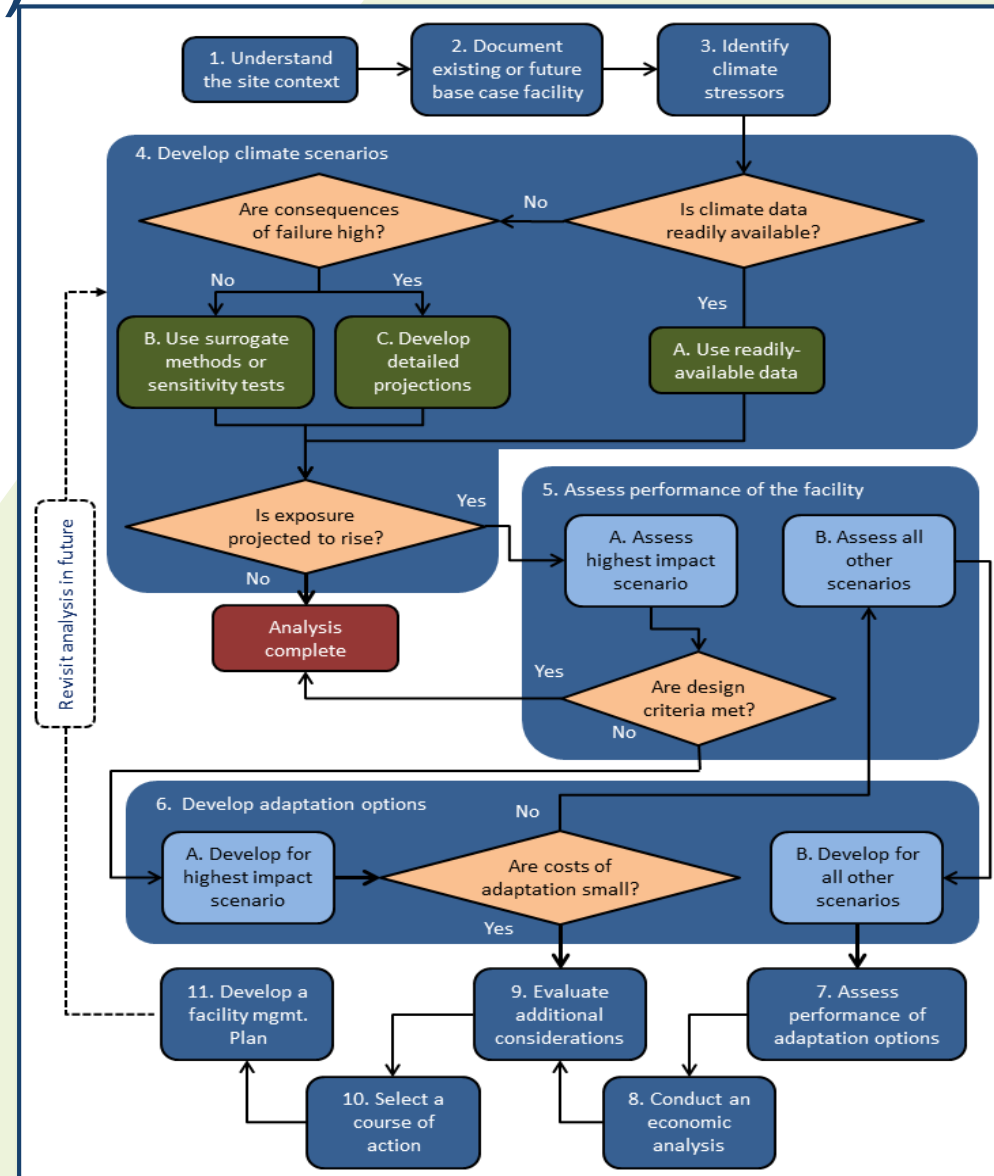 1. Understand
the site context
2. Document
existing or future
base case facility
3. Identify
climate
stressors
4. Develop climate scenarios
Are consequences
of failure high?
No
Is climate data
readily available?
No
Yes
Yes
B. Use surrogate
methods or
sensitivity tests
C. Develop
detailed
projections
A. Use readily-
available data
Is exposure
projected to rise?
Yes
No
Analysis
complete
5. Assess performance of the facility
A. Assess
highest impact
scenario
B. Assess all
other
scenarios
Yes
Are design
criteria met?
No
Revisit analysis in future
6. Develop adaptation options
No
A. Develop for
highest impact
scenario
Are costs of
adaptation small?
Yes
B. Develop for
all other
scenarios
11. Develop a
facility mgmt.
Plan
9. Evaluate
additional
considerations
7. Assess
performance of
adaptation options
10. Select a
course of
action
8. Conduct an
economic
analysis